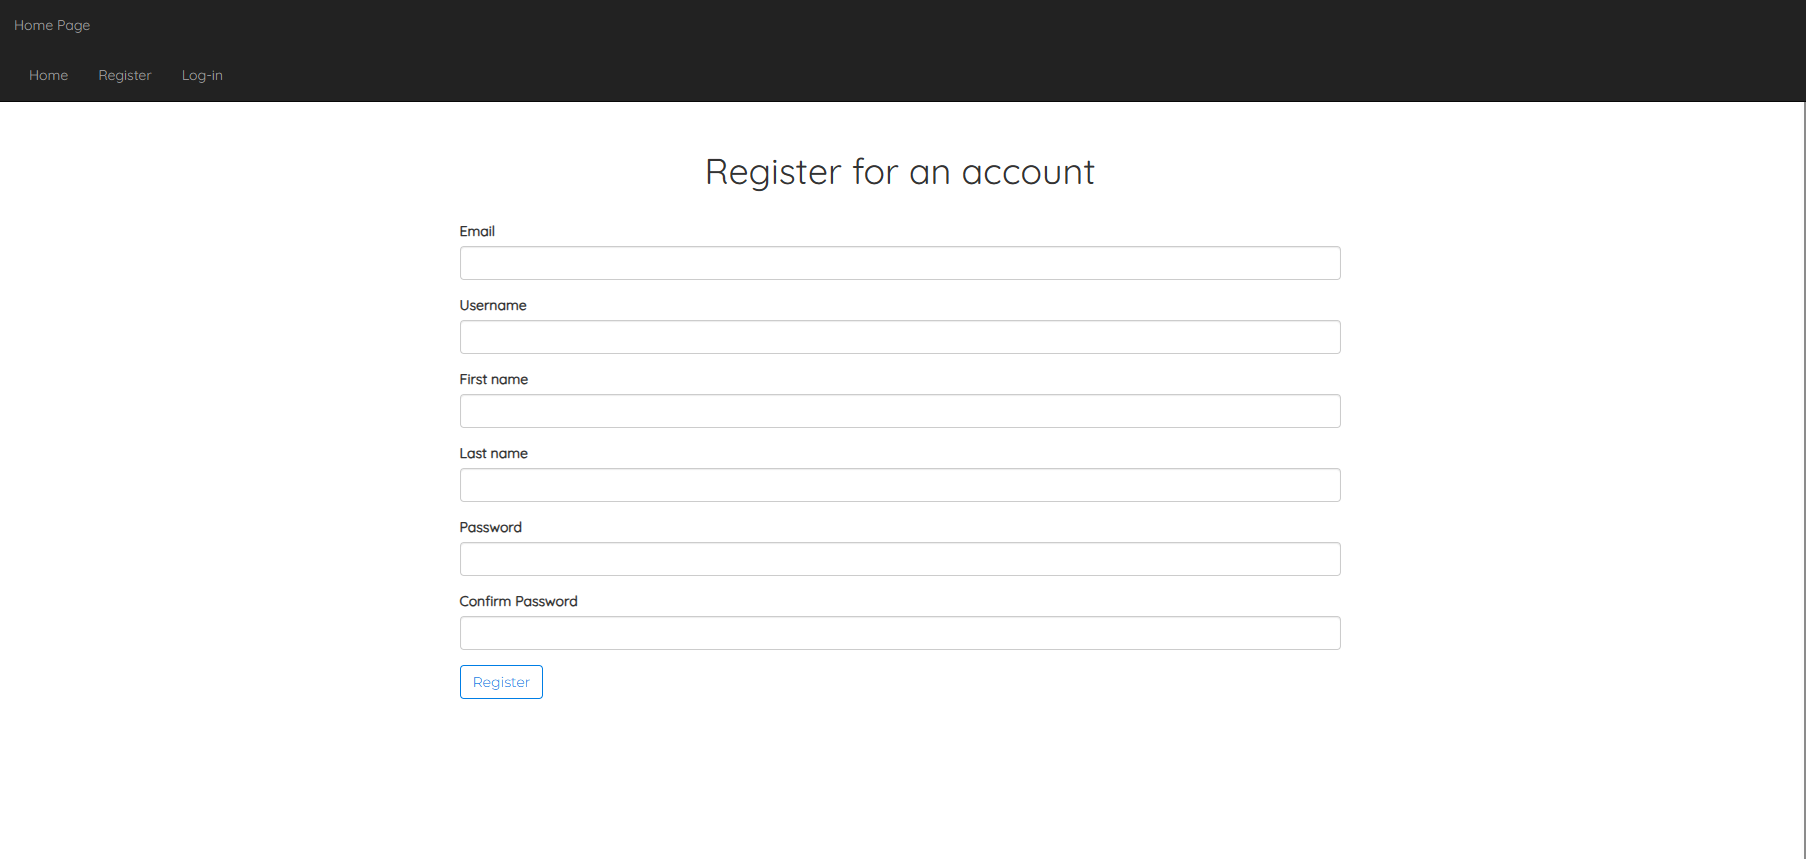 Home Page
Home Register Log-in
Register for an account
Email
Username
First name
Last name
Password
Confirm Password
Register